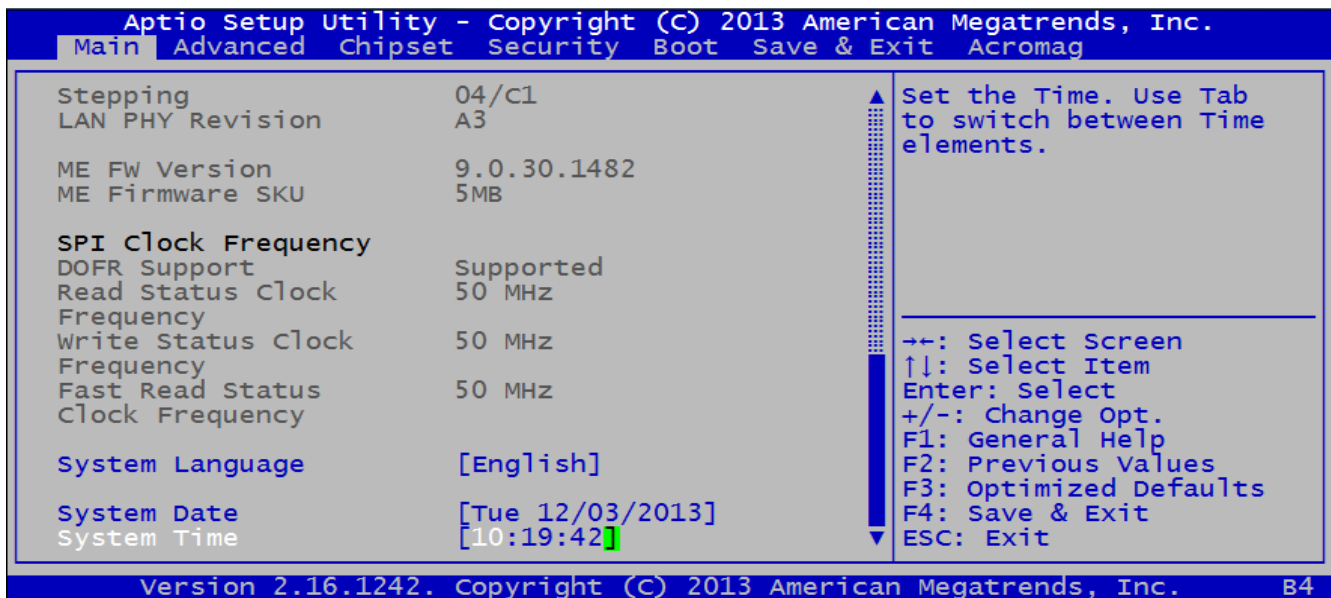 Aptio Setup Utility - Copyright (C) 2013 American Megatrends, Inc.
Main Advanced Chipset Security Boot Save & Exit Acromag
Stepping 04/C1
LAN PHY Revision A3
ME FW Version 9.0.30.1482
ME Firmware SKU 5MB
SPI Clock Frequency
DOFR Support Supported
Read Status Clock 50 MHz
Frequency
Write Status Clock 50 MHz
Frequency
Fast Read Status 50 MHz
Clock Frequency
System Language [English]
System Date [Tue 12/03/2013]
System Time [10:19:42]
Set the Time. Use Tab
to switch between Time
elements.
→←: Select Screen
↑↓: Select Item
Enter: Select
+/-: Change Opt.
F1: General Help
F2: Previous Values
F3: Optimized Defaults
F4: Save & Exit
ESC: Exit
Version 2.16.1242. Copyright (C) 2013 American Megatrends, Inc. B4